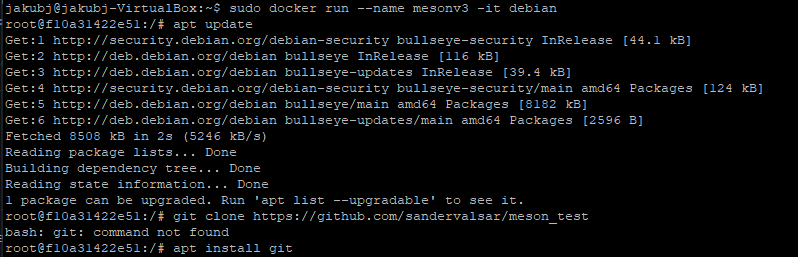 jakubj@jakubj-VirtualBox:~$ sudo docker run --name mesonv3 -it debian
root@f10a31422e51:/# apt update
Get:1 http://security.debian.org/debian-security bullseye-security InRelease [44.1 kB]
Get:2 http://deb.debian.org/debian bullseye InRelease [116 kB]
Get:3 http://deb.debian.org/debian bullseye-updates InRelease [39.4 kB]
Get:4 http://security.debian.org/debian-security bullseye-security/main amd64 Packages [124 kB]
Get:5 http://deb.debian.org/debian bullseye/main amd64 Packages [8182 kB]
Get:6 http://deb.debian.org/debian bullseye-updates/main amd64 Packages [2596 B]
Fetched 8508 kB in 2s (5246 kB/s)
Reading package lists... Done
Building dependency tree... Done
Reading state information... Done
1 package can be upgraded. Run 'apt list --upgradable' to see it.
root@f10a31422e51:/# git clone https://github.com/sandervalsar/meson_test
bash: git: command not found
root@f10a31422e51:/# apt install git